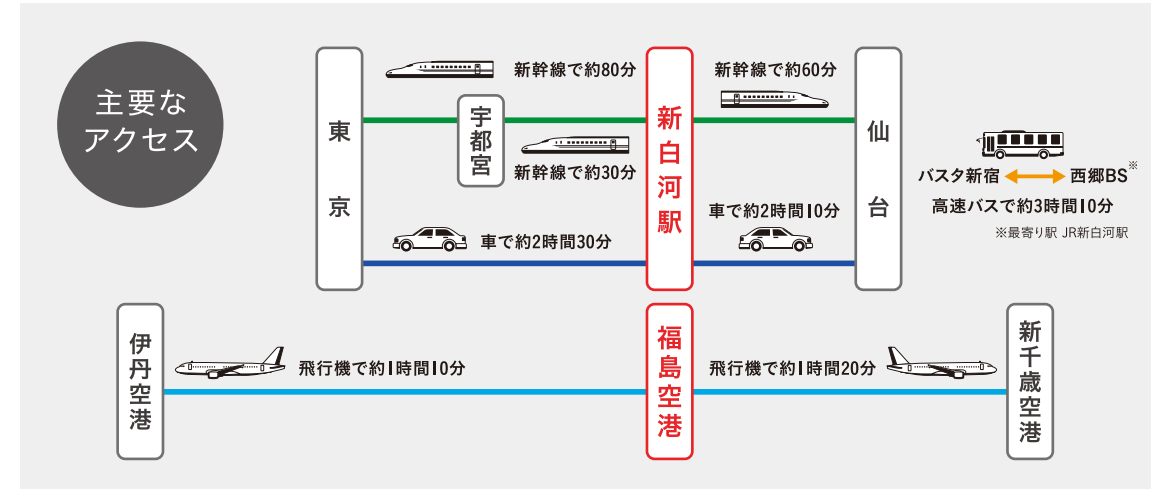 主要な
アクセス
東京
新幹線で約80分
宇都宮
新幹線で約30分
車で約2時間30分
新白河駅
新幹線で約60分
車で約2時間10分
仙台
バスタ新宿 西郷BS※
高速バスで約3時間10分
※最寄り駅 JR新白河駅
伊丹空港
飛行機で約1時間10分
福島空港
飛行機で約1時間20分
新千歳空港